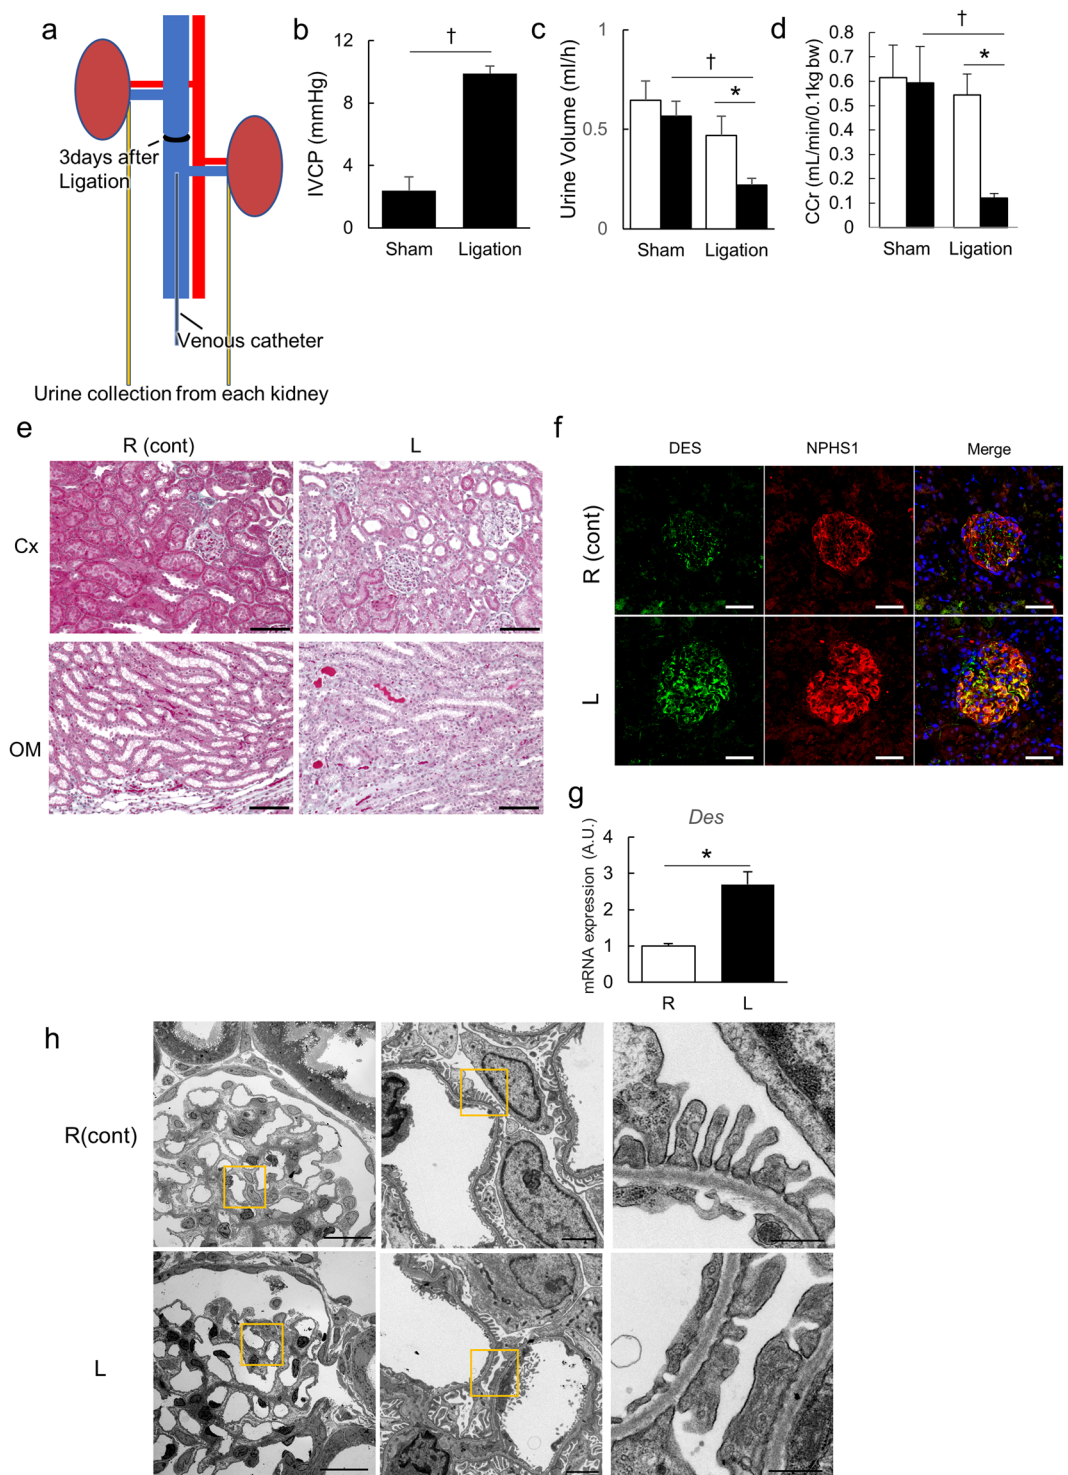 a
3days after
Ligation
Venous catheter
Urine collection from each kidney
b
IVCP (mmHg)
12
8
4
0
†
Sham
Ligation
c
Urine Volume (ml/h)
1
0.5
0
†
*
Sham
Ligation
d
CCr (mL/min/0.1kg bw)
0.8
0.7
0.6
0.5
0.4
0.3
0.2
0.1
0
†
*
Sham
Ligation
e
R (cont)
L
Cx
OM
f
DES
NPHS1
Merge
R (cont)
L
g
Des
mRNA expression (A.U.)
4
3
2
1
0
*
R
L
h
R(cont)
L